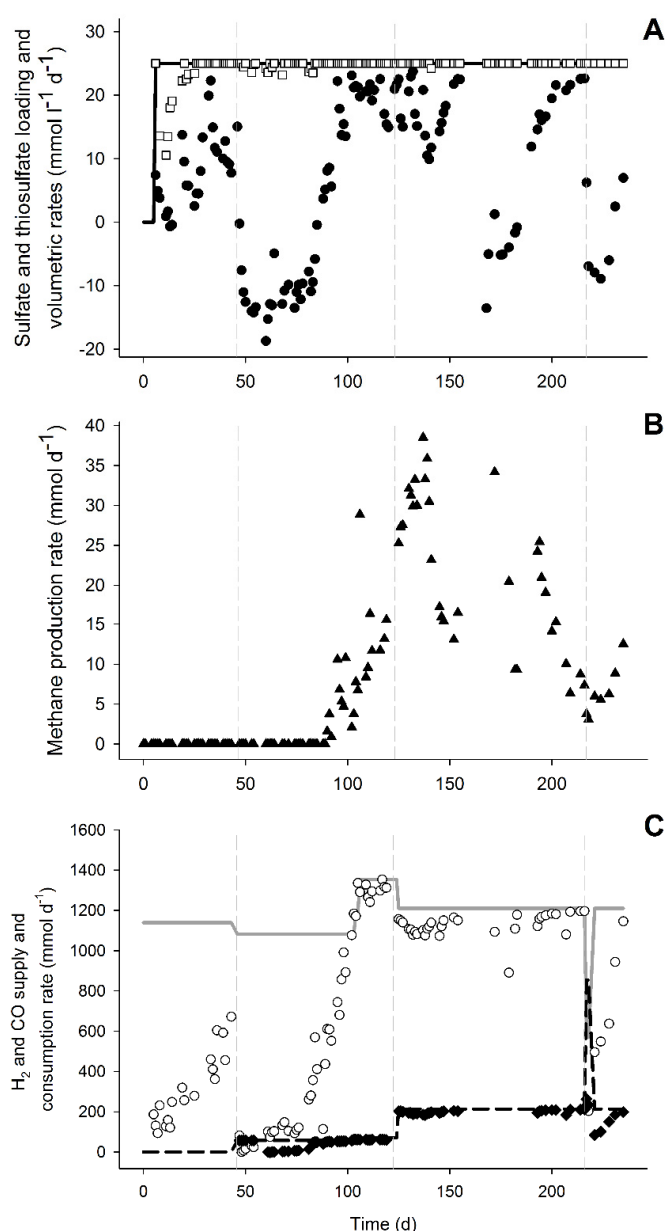 A
Sulfate and thiosulfate loading and
volumetric rates (mmol l⁻¹ d⁻¹)
30
20
10
0
-10
-20
0 50 100 150 200
B
Methane production rate (mmol d⁻¹)
40
35
30
25
20
15
10
5
0
0 50 100 150 200
C
H₂ and CO supply and
consumption rate (mmol d⁻¹)
1600
1400
1200
1000
800
600
400
200
0
0 50 100 150 200
Time (d)